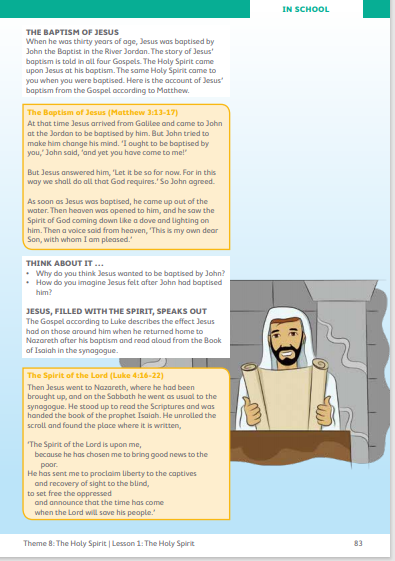 IN SCHOOL
THE BAPTISM OF JESUS
When he was thirty years of age, Jesus was baptised by
John the Baptist in the River Jordan. The story of Jesus'
baptism is told in all four Gospels. The Holy Spirit came
upon Jesus at his baptism. The same Holy Spirit came to
you when you were baptised. Here is the account of Jesus'
baptism from the Gospel according to Matthew.
The Baptism of Jesus (Matthew 3:13-17)
At that time Jesus arrived from Galilee and came to John
at the Jordan to be baptised by him. But John tried to
make him change his mind. 'I ought to be baptised by
you,' John said, 'and yet you have come to me!'
But Jesus answered him, 'Let it be so for now. For in this
way we shall do all that God requires.' So John agreed.
As soon as Jesus was baptised, he came up out of the
water. Then heaven was opened to him, and he saw the
Spirit of God coming down like a dove and lighting on
him. Then a voice said from heaven, 'This is my own dear
Son, with whom I am pleased.'
THINK ABOUT IT ...
• Why do you think Jesus wanted to be baptised by John?
• How do you imagine Jesus felt after John had baptised
him?
JESUS, FILLED WITH THE SPIRIT, SPEAKS OUT
The Gospel according to Luke describes the effect Jesus
had on those around him when he returned home to
Nazareth after his baptism and read aloud from the Book
of Isaiah in the synagogue.
The Spirit of the Lord (Luke 4:16-22)
Then Jesus went to Nazareth, where he had been
brought up, and on the Sabbath he went as usual to the
synagogue. He stood up to read the Scriptures and was
handed the book of the prophet Isaiah. He unrolled the
scroll and found the place where it is written,
'The Spirit of the Lord is upon me,
because he has chosen me to bring good news to the
poor.
He has sent me to proclaim liberty to the captives
and recovery of sight to the blind,
to set free the oppressed
and announce that the time has come
when the Lord will save his people.'
Theme 8: The Holy Spirit | Lesson 1: The Holy Spirit
83